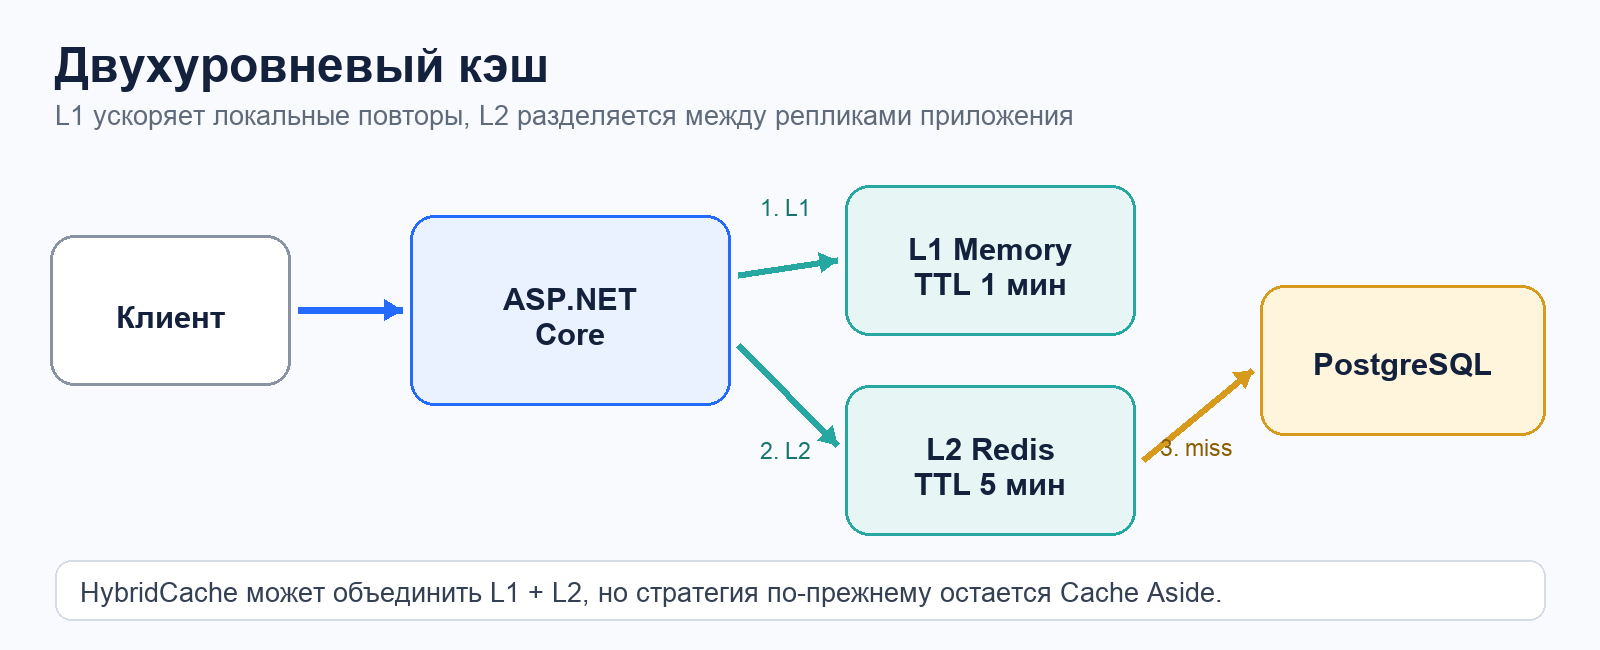 Двухуровневый кэш
L1 ускоряет локальные повторы, L2 разделяется между репликами приложения
Клиент
ASP.NET
Core
1. L1
L1 Memory
TTL 1 мин
2. L2
L2 Redis
TTL 5 мин
3. miss
PostgreSQL
HybridCache может объединить L1 + L2, но стратегия по-прежнему остается Cache Aside.